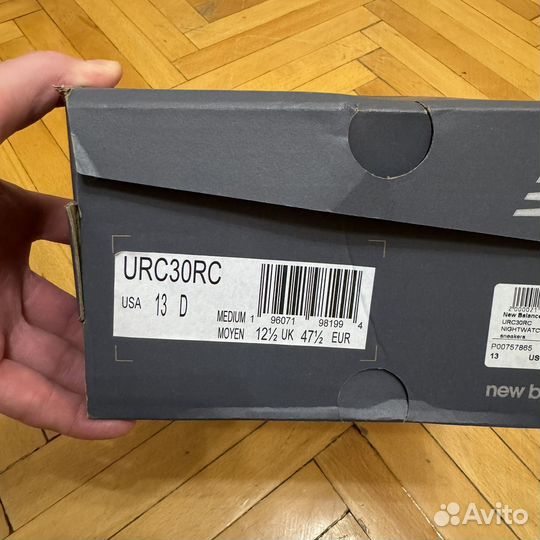 URC30RC
USA 13 D
MEDIUM 1 96071 98199 4
MOYEN 12½ UK 47½ EUR
New Balance
URC30RC
NIGHTWATC
sneakers
P00757865
13 US
new b
Avito